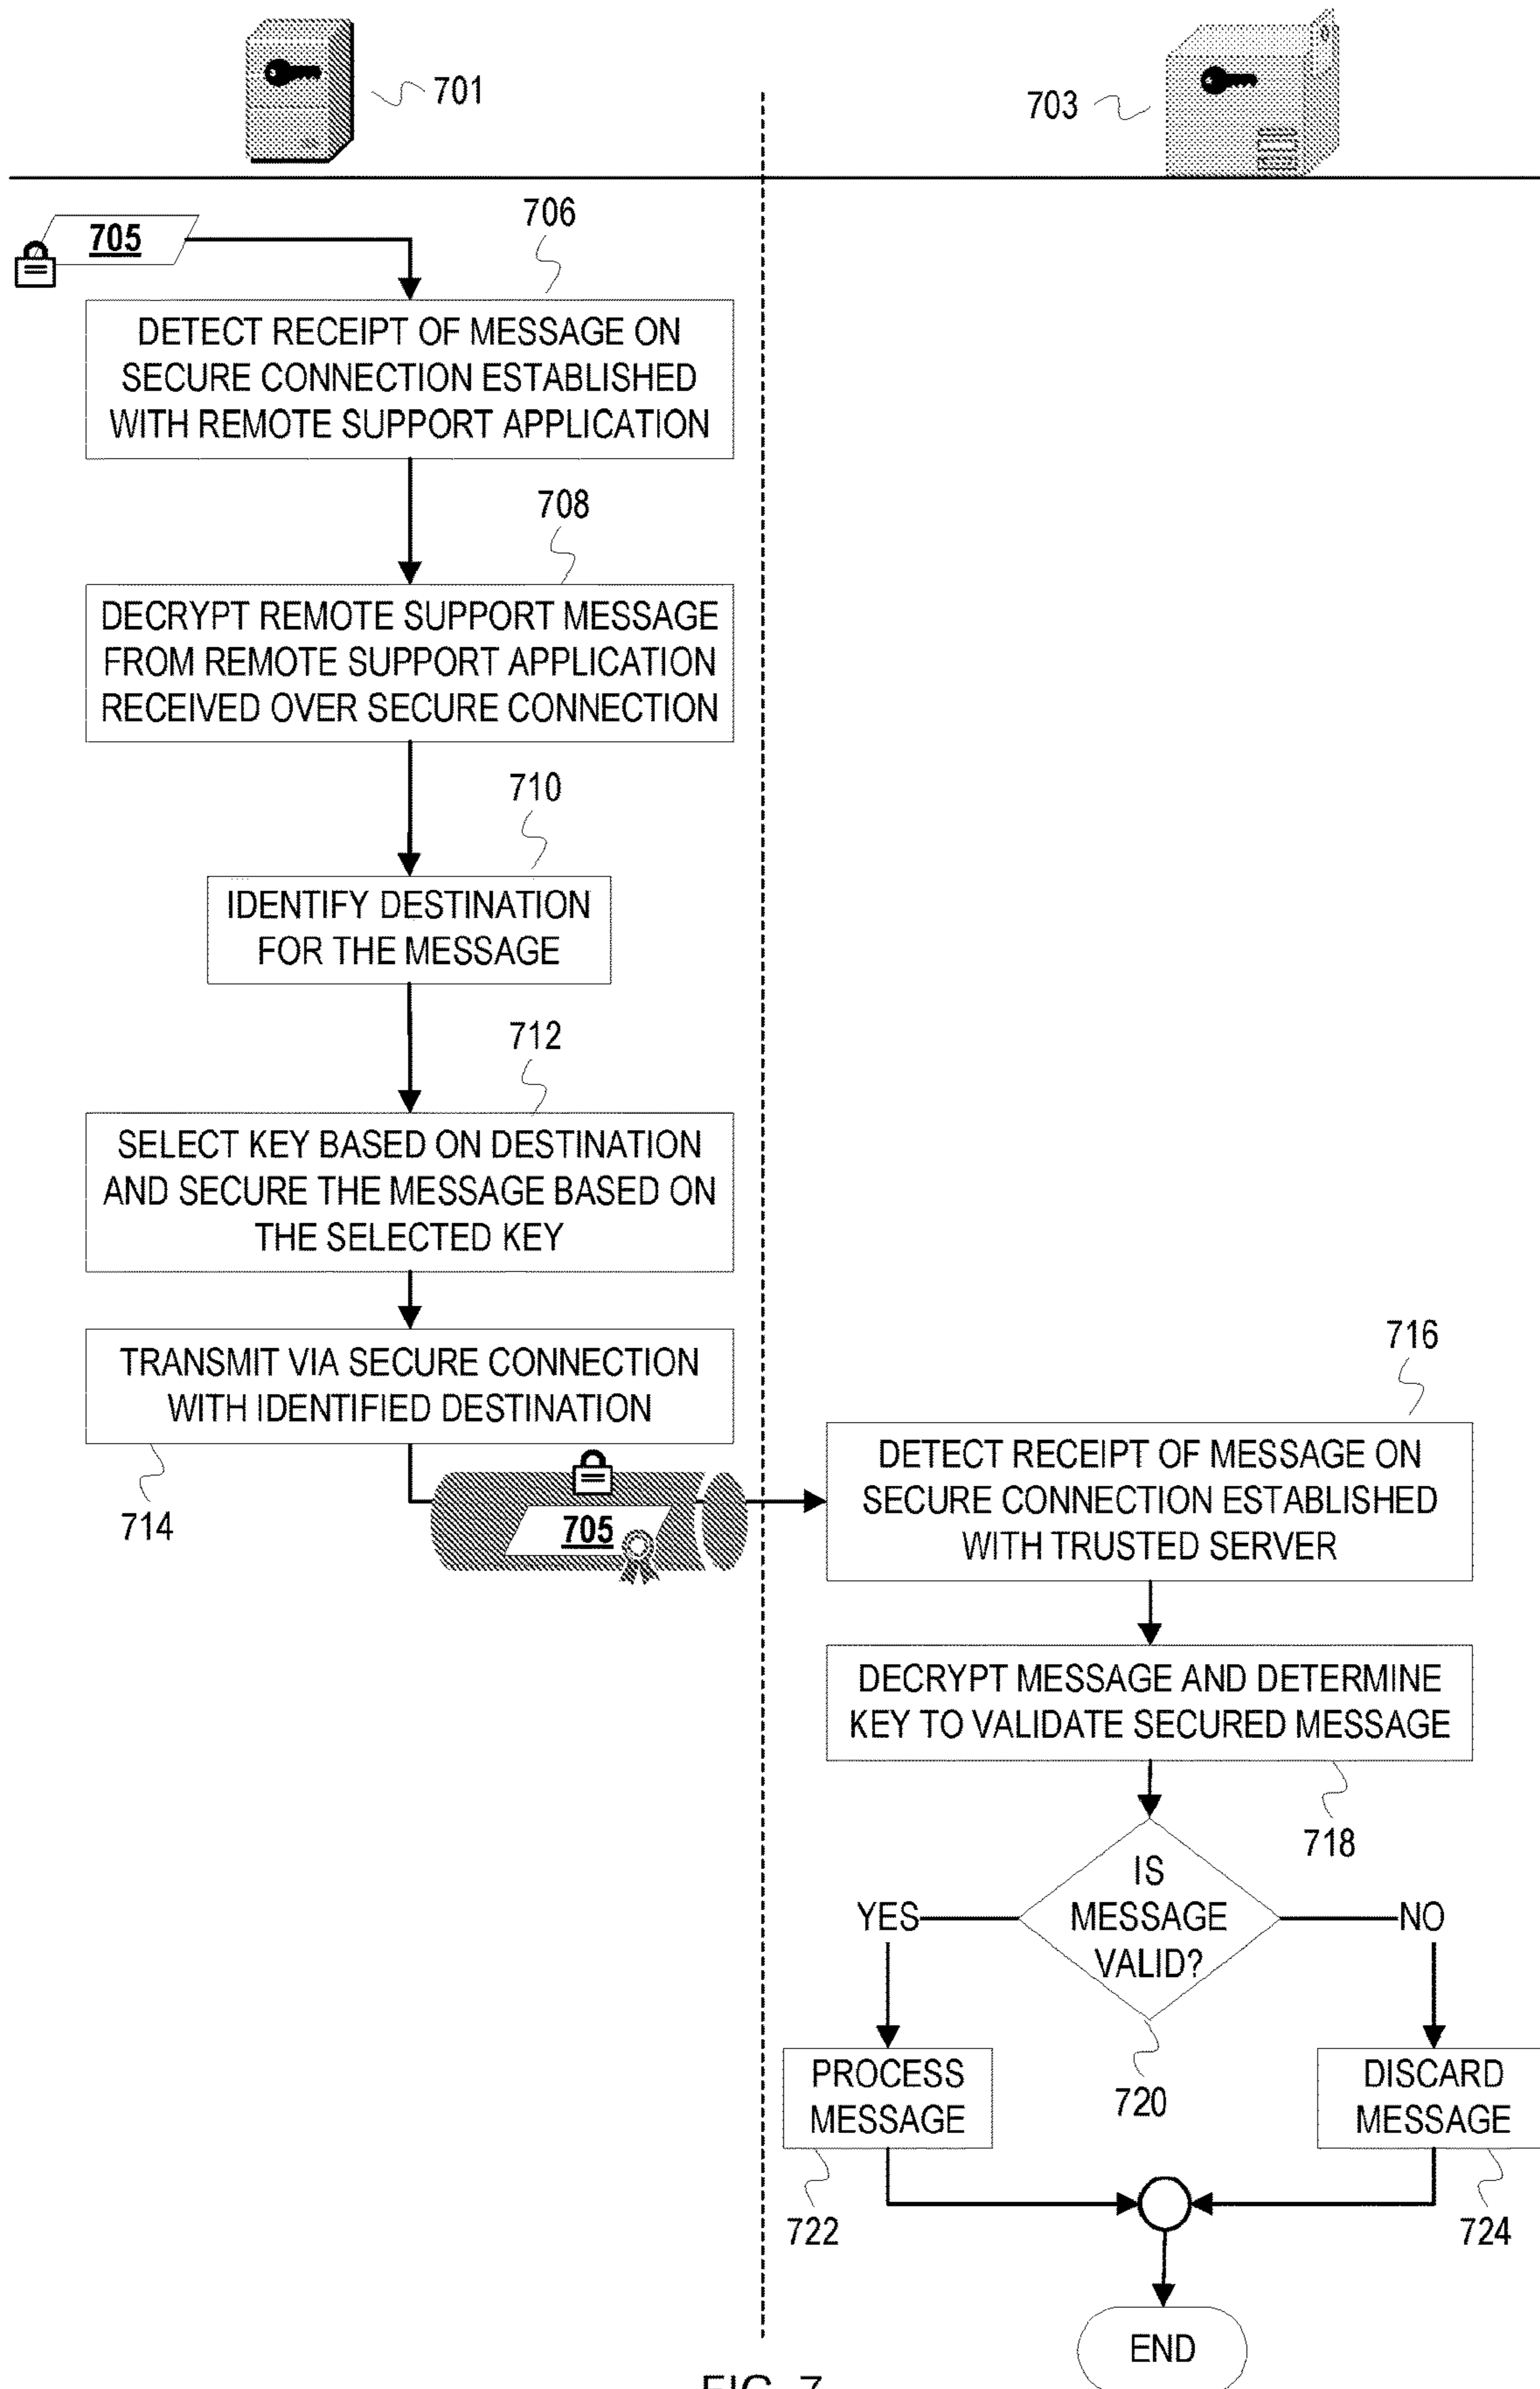 701
703
705
706
DETECT RECEIPT OF MESSAGE ON
SECURE CONNECTION ESTABLISHED
WITH REMOTE SUPPORT APPLICATION
708
DECRYPT REMOTE SUPPORT MESSAGE
FROM REMOTE SUPPORT APPLICATION
RECEIVED OVER SECURE CONNECTION
710
IDENTIFY DESTINATION
FOR THE MESSAGE
712
SELECT KEY BASED ON DESTINATION
AND SECURE THE MESSAGE BASED ON
THE SELECTED KEY
TRANSMIT VIA SECURE CONNECTION
WITH IDENTIFIED DESTINATION
714
705
716
DETECT RECEIPT OF MESSAGE ON
SECURE CONNECTION ESTABLISHED
WITH TRUSTED SERVER
DECRYPT MESSAGE AND DETERMINE
KEY TO VALIDATE SECURED MESSAGE
718
IS
MESSAGE
VALID?
YES
NO
720
PROCESS
MESSAGE
DISCARD
MESSAGE
722
724
END
FIG. 7